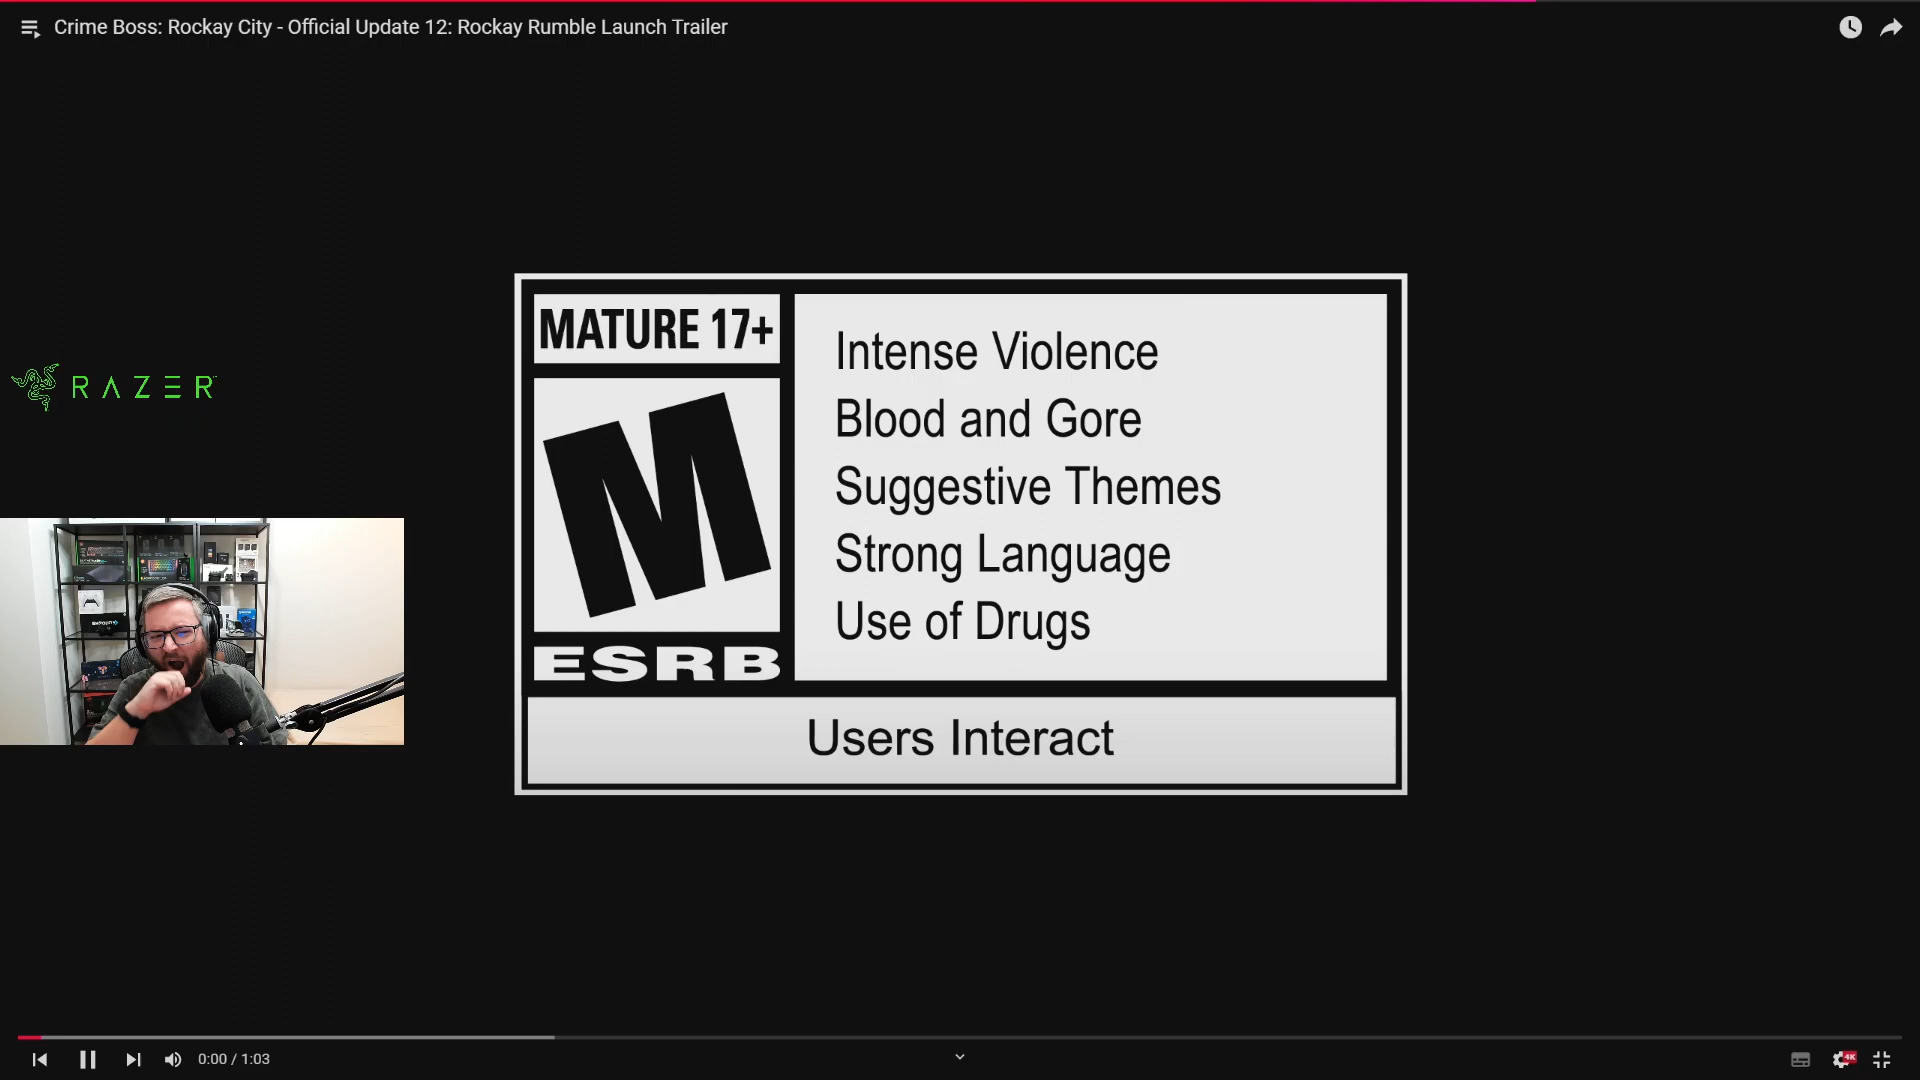 Crime Boss: Rockay City - Official Update 12: Rockay Rumble Launch Trailer
MATURE 17+
M
ESRB
Intense Violence
Blood and Gore
Suggestive Themes
Strong Language
Use of Drugs
Users Interact
RAZER
0:00 / 1:03
4K